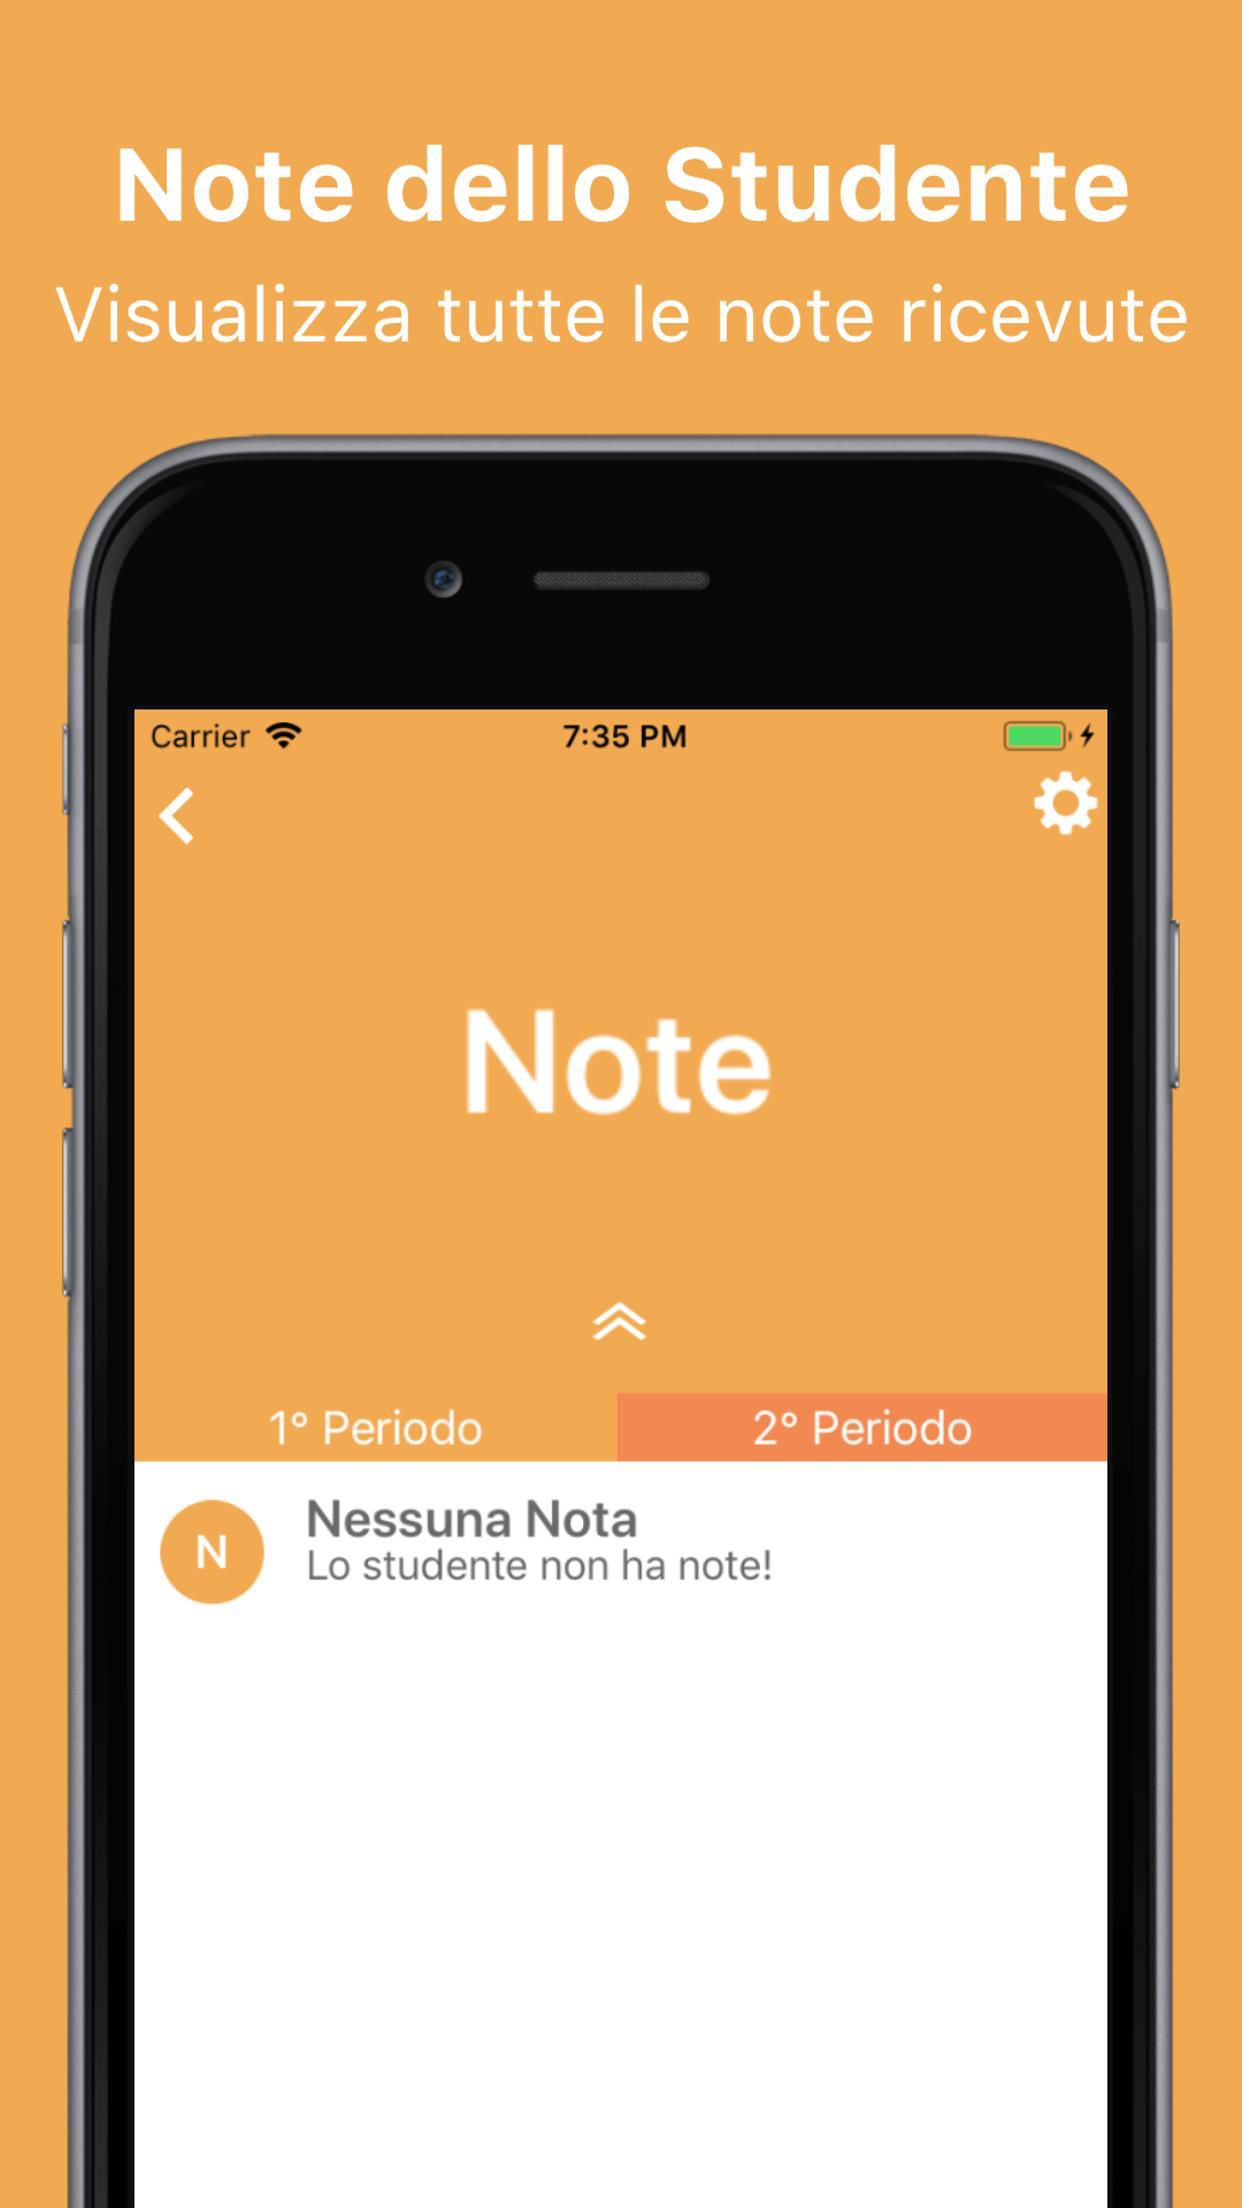 Note dello Studente
Visualizza tutte le note ricevute
Carrier 7:35 PM
Note
1° Periodo 2° Periodo
N
Nessuna Nota
Lo studente non ha note!